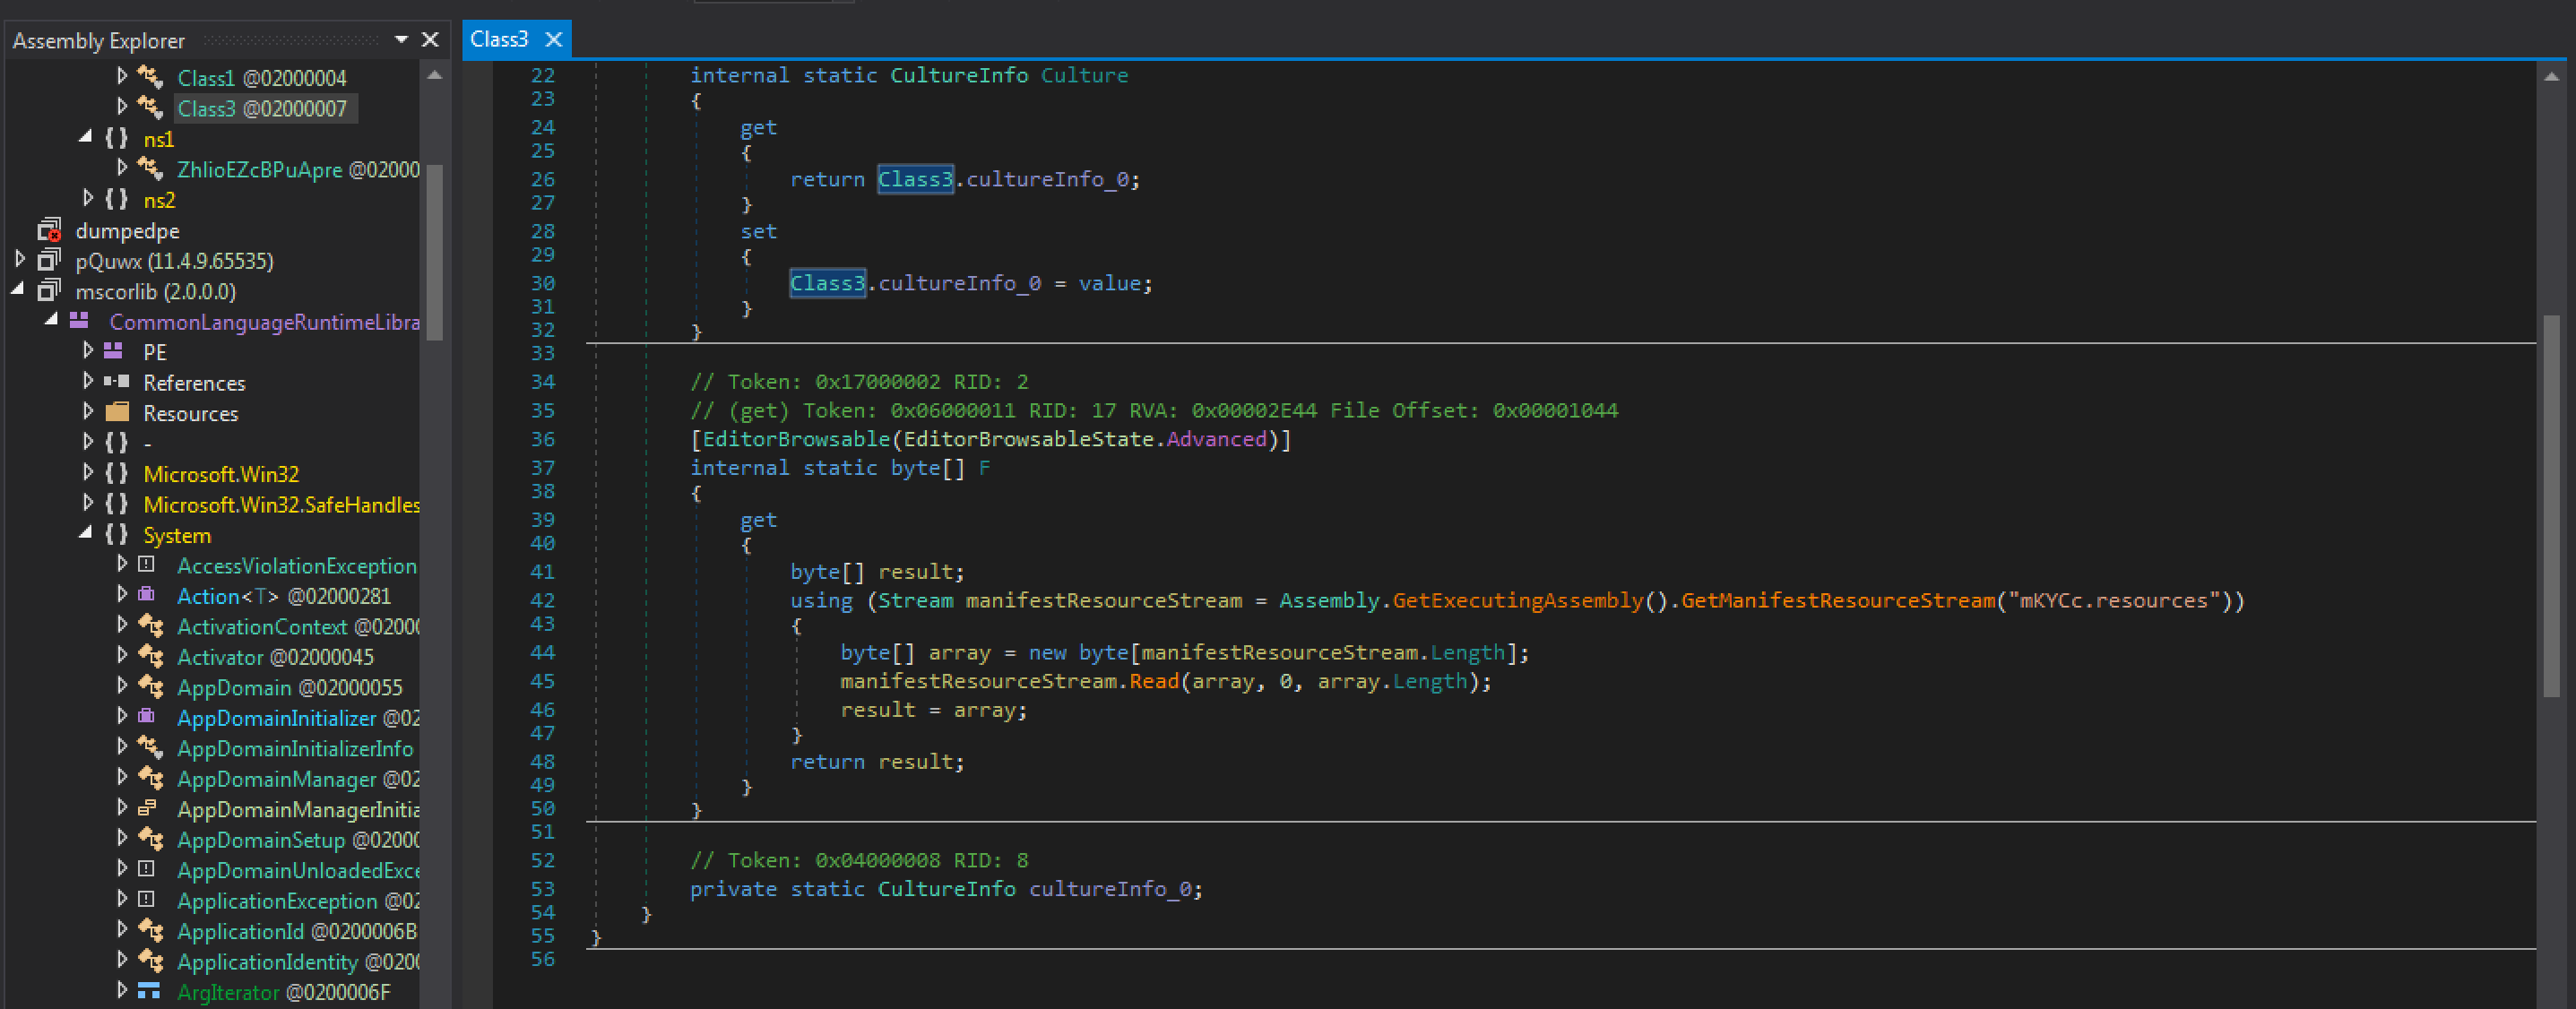 Assembly Explorer
Class1 @02000004
Class3 @02000007
ns1
ZhlioEZcBPuApre @02000
ns2
dumpedpe
pQuwx (11.4.9.65535)
mscorlib (2.0.0.0)
CommonLanguageRuntimeLibra
PE
References
Resources
{ } -
{ } Microsoft.Win32
{ } Microsoft.Win32.SafeHandles
{ } System
AccessViolationException
Action<T> @02000281
ActivationContext @0200
Activator @02000045
AppDomain @02000055
AppDomainInitializer @02
AppDomainInitializerInfo
AppDomainManager @02
AppDomainManagerInitia
AppDomainSetup @0200
AppDomainUnloadedExce
ApplicationException @02
ApplicationId @0200006B
ApplicationIdentity @020
ArgIterator @0200006F
Class3
22 internal static CultureInfo Culture
23 {
24 get
25 {
26 return Class3.cultureInfo_0;
27 }
28 set
29 {
30 Class3.cultureInfo_0 = value;
31 }
32 }
33
34 // Token: 0x17000002 RID: 2
35 // (get) Token: 0x06000011 RID: 17 RVA: 0x00002E44 File Offset: 0x00001044
36 [EditorBrowsable(EditorBrowsableState.Advanced)]
37 internal static byte[] F
38 {
39 get
40 {
41 byte[] result;
42 using (Stream manifestResourceStream = Assembly.GetExecutingAssembly().GetManifestResourceStream("mKYCc.resources"))
43 {
44 byte[] array = new byte[manifestResourceStream.Length];
45 manifestResourceStream.Read(array, 0, array.Length);
46 result = array;
47 }
48 return result;
49 }
50 }
51
52 // Token: 0x04000008 RID: 8
53 private static CultureInfo cultureInfo_0;
54 }
55 }
56